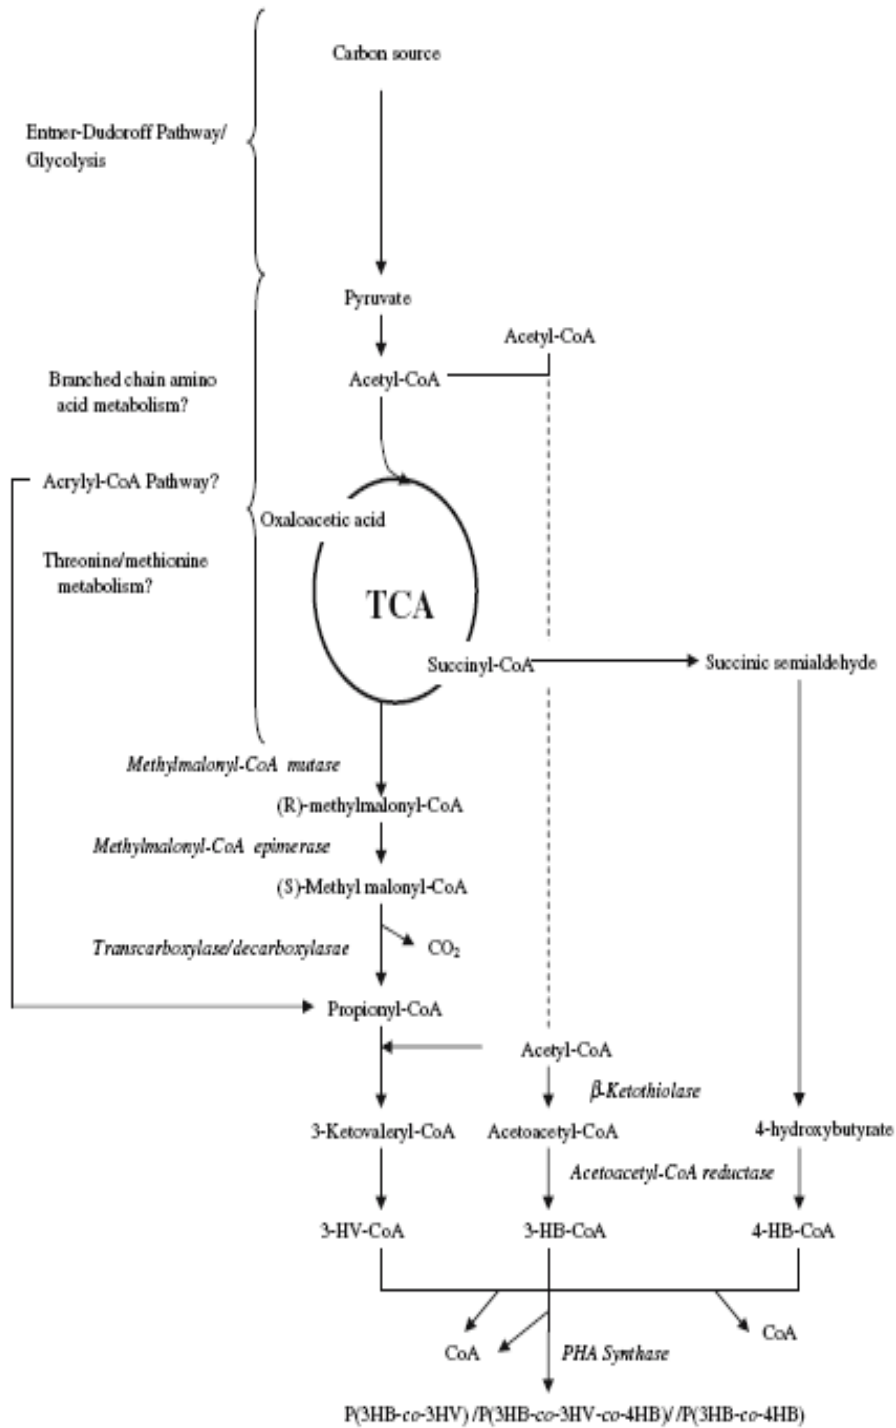 Carbon source
Entner-Dudoroff Pathway/
Glycolysis
Pyruvate
Acetyl-CoA
Acetyl-CoA
Branched chain amino
acid metabolism?
Acrylyl-CoA Pathway?
Oxaloacetic acid
Threonine/methionine
metabolism?
TCA
Succinyl-CoA
Succinic semialdehyde
Methylmalonyl-CoA mutase
(R)-methylmalonyl-CoA
Methylmalonyl-CoA epimerase
(S)-Methyl malonyl-CoA
Transcarboxylase/decarboxylasae
CO₂
Propionyl-CoA
Acetyl-CoA
β-Ketothiolase
3-Ketovaleryl-CoA
Acetoacetyl-CoA
4-hydroxybutyrate
Acetoacetyl-CoA reductase
3-HV-CoA
3-HB-CoA
4-HB-CoA
CoA
CoA
PHA Synthase
P(3HB-co-3HV) /P(3HB-co-3HV-co-4HB)/ /P(3HB-co-4HB)